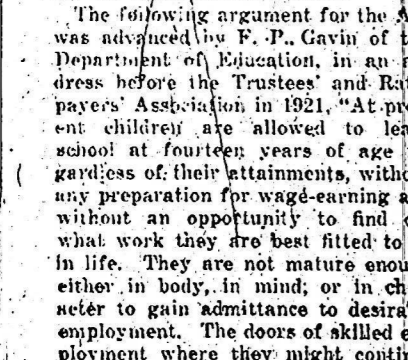 The following argument for the
was advanced by F. P. Gavin of t
Department of Education, in an a
dress before the Trustees' and Rat
payers' Association in 1921, "At pr
ent children are allowed to lea
school at fourteen years of age
gardless of their attainments, witho
any preparation for wage-earning a
without an opportunity to find
what work they are best fitted to
in life. They are not mature enou
either in body, in mind; or in ch
acter to gain admittance to desira
employment. The doors of skilled e
ployment where they might conti